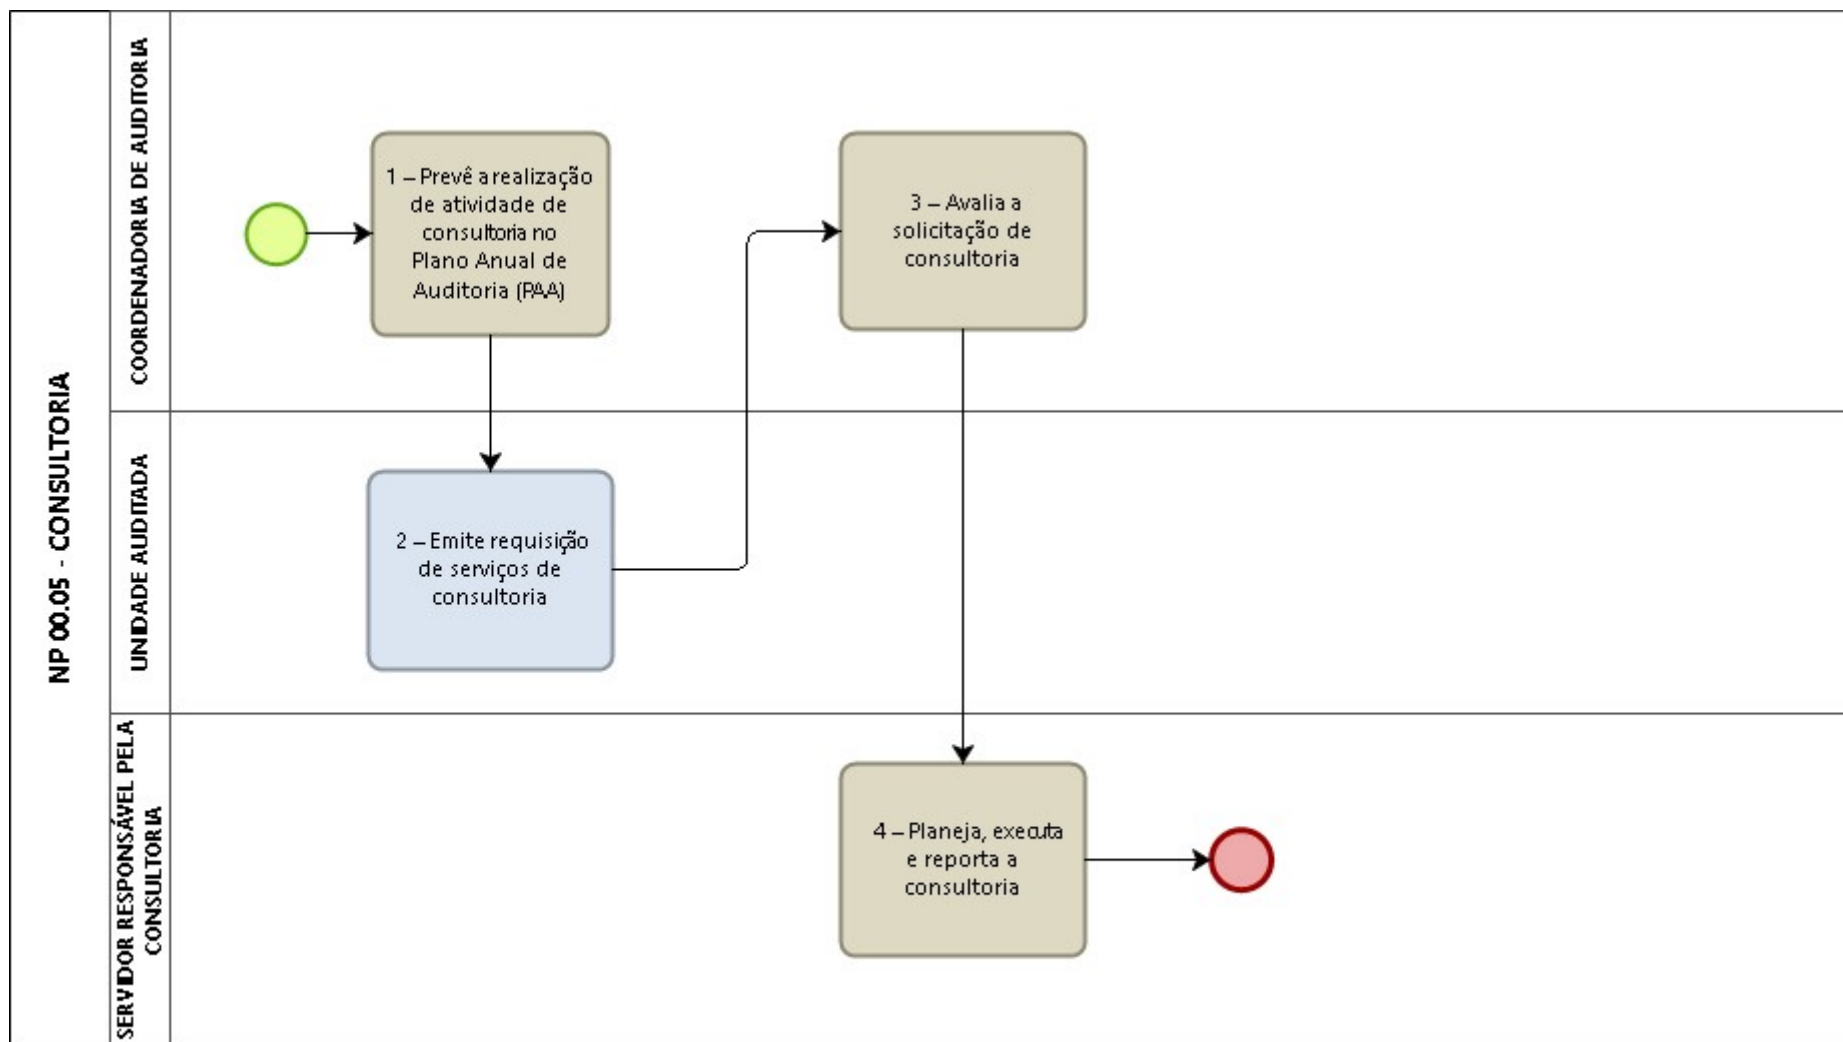 NP 00.05 - CONSULTORIA
COORDENADORIA DE AUDITORIA
1 – Prevê a realização
de atividade de
consultoria no
Plano Anual de
Auditoria (PAA)
3 – Avalia a
solicitação de
consultoria
UNIDADE AUDITADA
2 – Emite requisição
de serviços de
consultoria
SERVIDOR RESPONSÁVEL PELA
CONSULTORIA
4 – Planeja, executa
e reporta a
consultoria